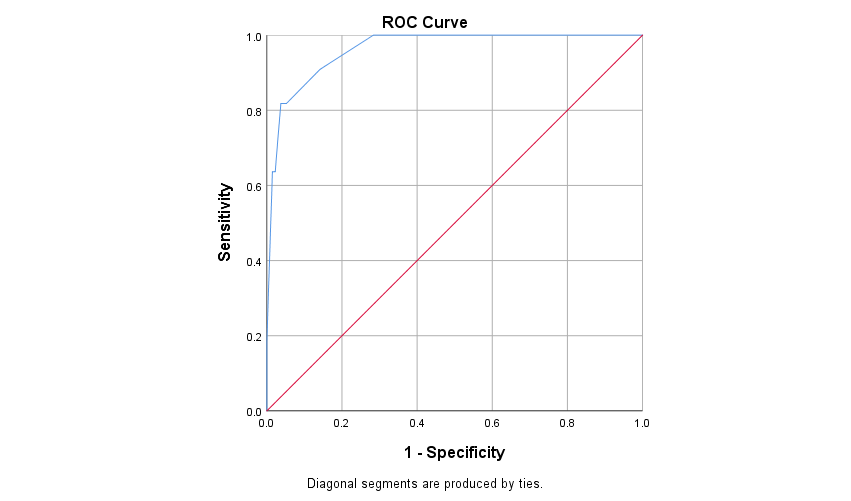 ROC Curve
1.0
0.8
0.6
0.4
0.2
0.0
Sensitivity
0.0 0.2 0.4 0.6 0.8 1.0
1 - Specificity
Diagonal segments are produced by ties.